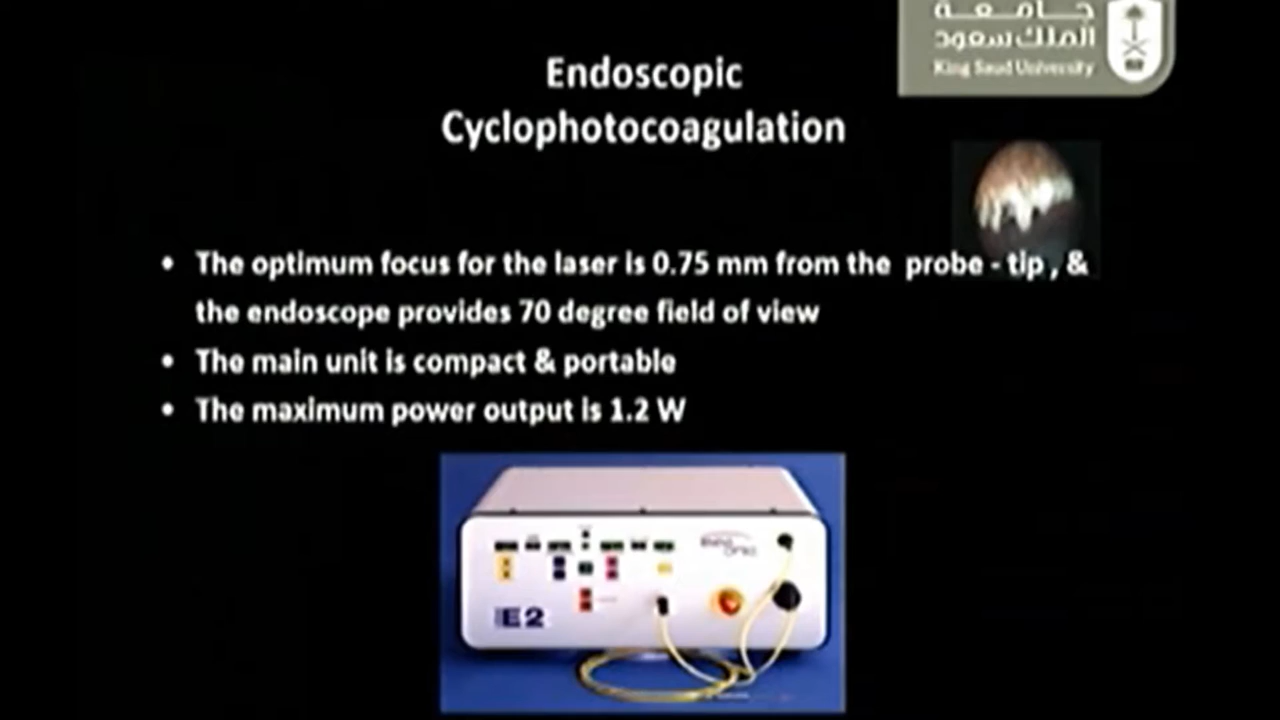 جامعة
الملك سعود
King Saud University
Endoscopic
Cyclophotocoagulation
• The optimum focus for the laser is 0.75 mm from the probe - tip , &
the endoscope provides 70 degree field of view
• The main unit is compact & portable
• The maximum power output is 1.2 W
E2